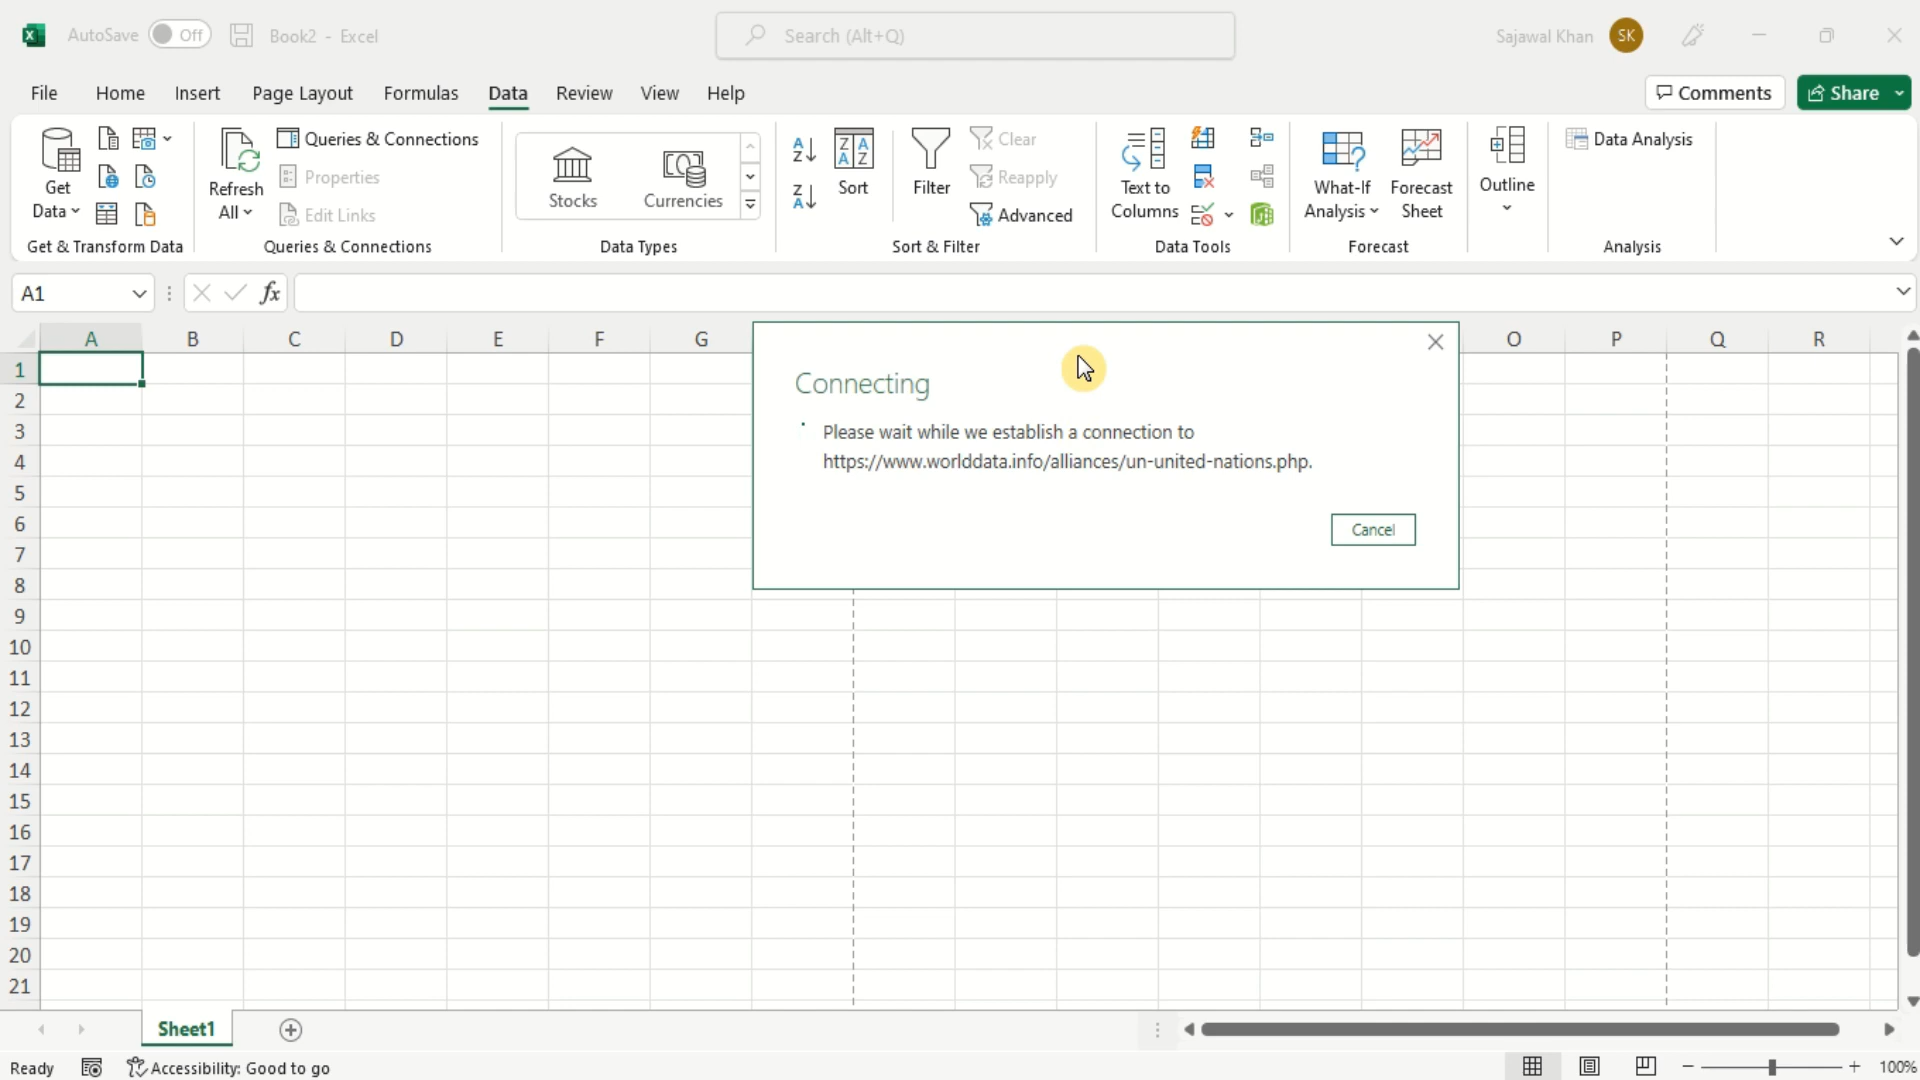 AutoSave Off Book2 - Excel Search (Alt+Q) Sajawal Khan SK
File Home Insert Page Layout Formulas Data Review View Help Comments Share
Get Data
Refresh All
Queries & Connections
Properties
Edit Links
Stocks
Currencies
Sort
Filter
Clear
Reapply
Advanced
Text to Columns
What-If Analysis
Forecast Sheet
Outline
Data Analysis
Get & Transform Data Queries & Connections Data Types Sort & Filter Data Tools Forecast Analysis
A1 fx
A B C D E F G O P Q R
Connecting
Please wait while we establish a connection to
https://www.worlddata.info/alliances/un-united-nations.php.
Cancel
1
2
3
4
5
6
7
8
9
10
11
12
13
14
15
16
17
18
19
20
21
Sheet1
Ready Accessibility: Good to go 100%